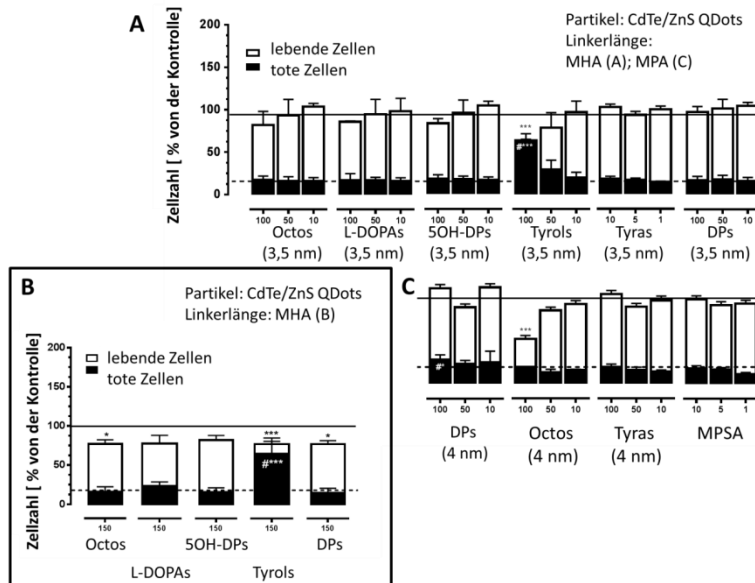 A
Partikel: CdTe/ZnS QDots
Linkerlänge:
MHA (A); MPA (C)
lebende Zellen
tote Zellen
Zellzahl [ % von der Kontrolle]
200
150
100
50
0
***
#***
100 50 10 100 50 10 100 50 10 100 50 10 10 5 1 100 50 10
Octos L-DOPAs 5OH-DPs Tyrols Tyras DPs
(3,5 nm) (3,5 nm) (3,5 nm) (3,5 nm) (3,5 nm) (3,5 nm)
B
Partikel: CdTe/ZnS QDots
Linkerlänge: MHA (B)
lebende Zellen
tote Zellen
Zellzahl [ % von der Kontrolle]
200
150
100
50
0
* *** *
#***
150 150 150 150 150
Octos 5OH-DPs DPs
L-DOPAs Tyrols
C
***
100 50 10 100 50 10 10 5 1
DPs Octos Tyras MPSA
(4 nm) (4 nm) (4 nm)